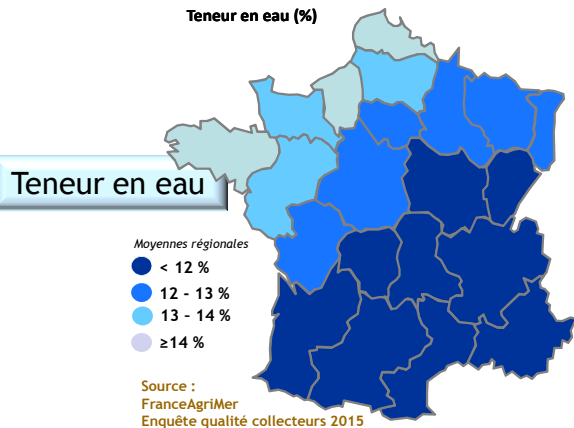 Teneur en eau (%)
Teneur en eau
Moyennes régionales
< 12 %
12 - 13 %
13 - 14 %
≥14 %
Source :
FranceAgriMer
Enquête qualité collecteurs 2015